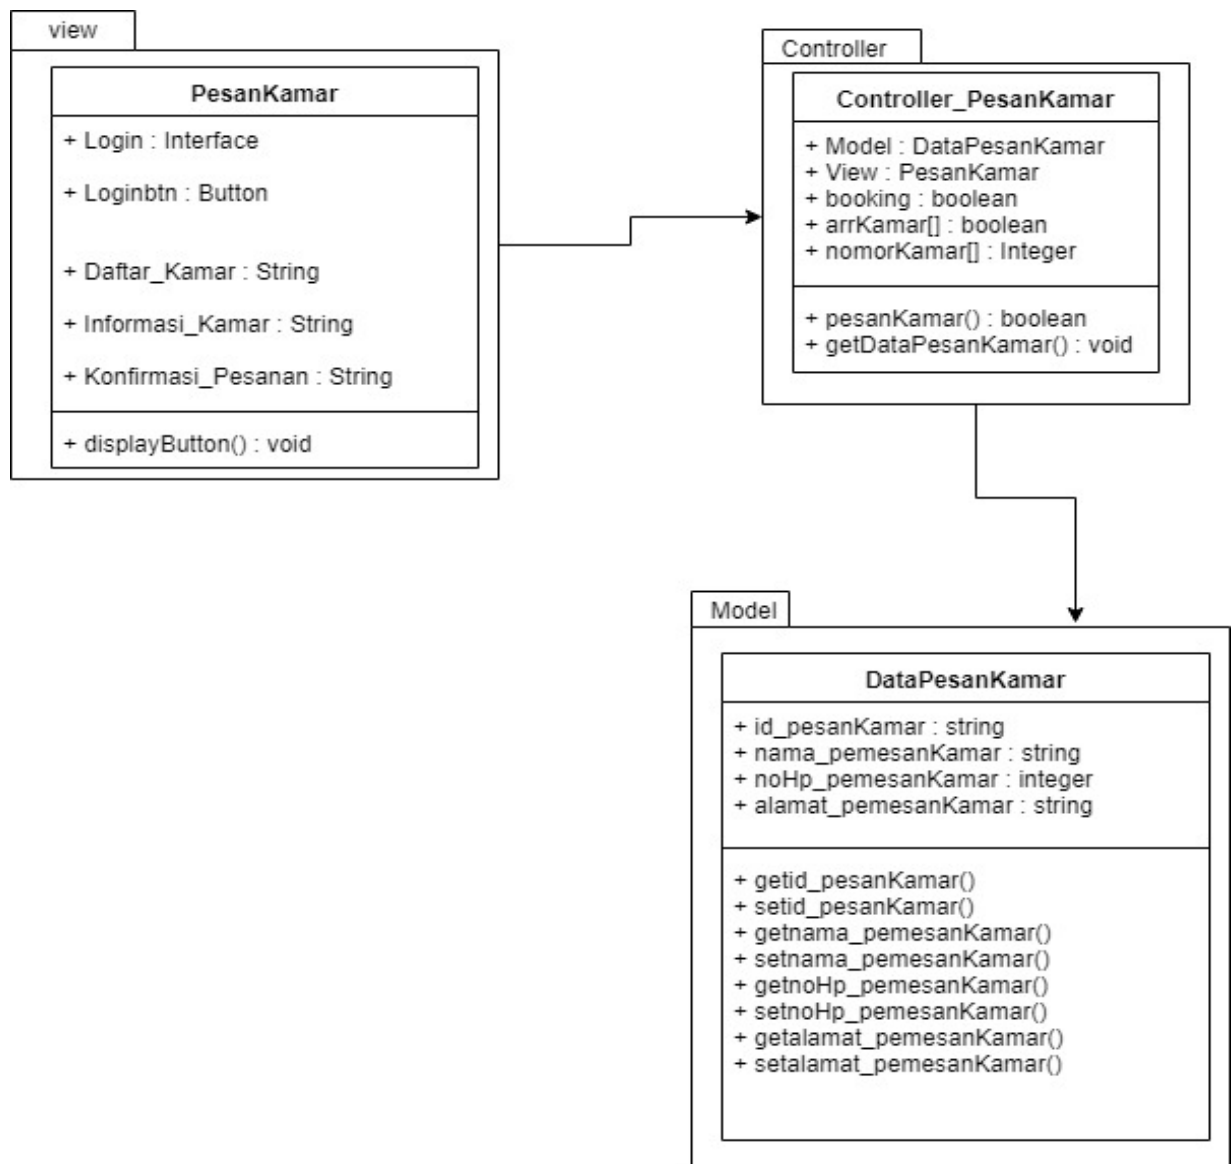 view
PesanKamar
+ Login : Interface
+ Loginbtn : Button
+ Daftar_Kamar : String
+ Informasi_Kamar : String
+ Konfirmasi_Pesanan : String
+ displayButton() : void
Controller
Controller_PesanKamar
+ Model : DataPesanKamar
+ View : PesanKamar
+ booking : boolean
+ arrKamar[] : boolean
+ nomorKamar[] : Integer
+ pesanKamar() : boolean
+ getDataPesanKamar() : void
Model
DataPesanKamar
+ id_pesanKamar : string
+ nama_pemesanKamar : string
+ noHp_pemesanKamar : integer
+ alamat_pemesanKamar : string
+ getid_pesanKamar()
+ setid_pesanKamar()
+ getnama_pemesanKamar()
+ setnama_pemesanKamar()
+ getnoHp_pemesanKamar()
+ setnoHp_pemesanKamar()
+ getalamat_pemesanKamar()
+ setalamat_pemesanKamar()